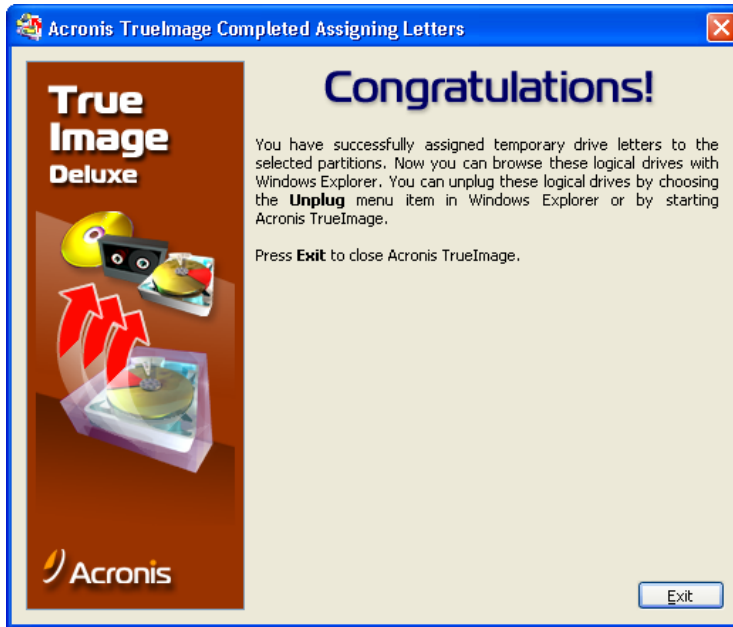 Acronis TrueImage Completed Assigning Letters
True
Image
Deluxe
Acronis
Congratulations!
You have successfully assigned temporary drive letters to the
selected partitions. Now you can browse these logical drives with
Windows Explorer. You can unplug these logical drives by choosing
the Unplug menu item in Windows Explorer or by starting
Acronis TrueImage.
Press Exit to close Acronis TrueImage.
Exit